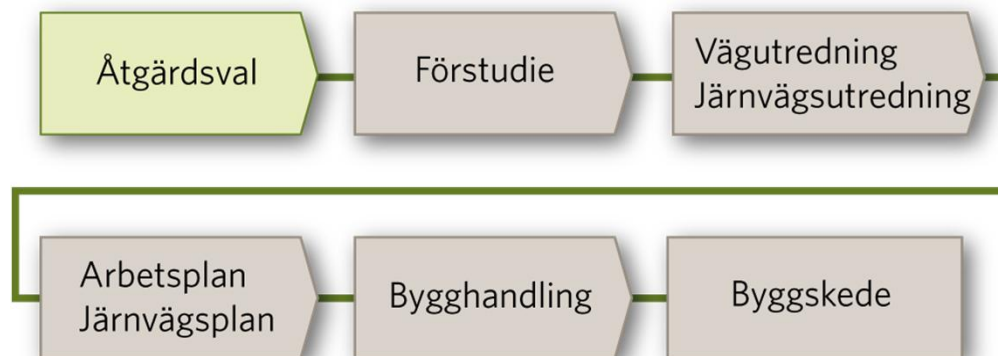 Åtgärdsval
Förstudie
Vägutredning
Järnvägsutredning
Arbetsplan
Järnvägsplan
Bygghandling
Byggskede